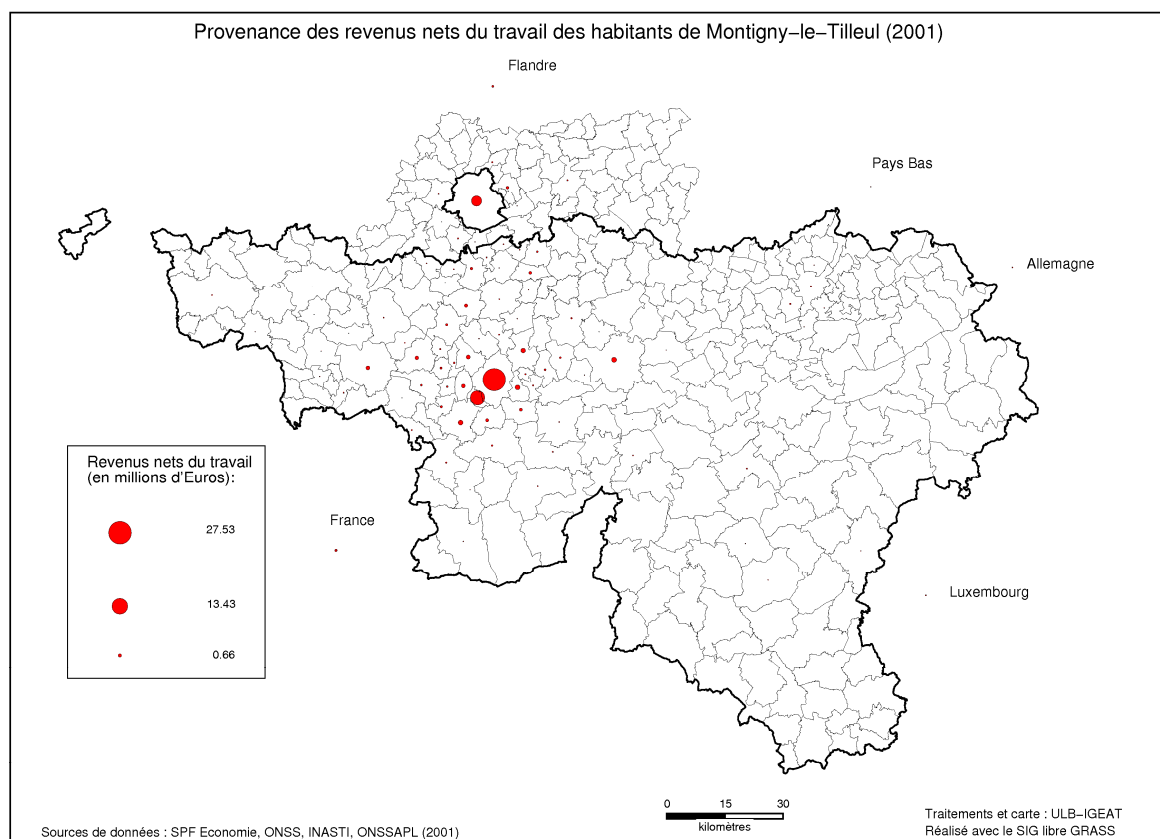 Provenance des revenus nets du travail des habitants de Montigny−le−Tilleul (2001)
Flandre
Pays Bas
Allemagne
Revenus nets du travail
(en millions d'Euros):
27.53
13.43
0.66
France
Luxembourg
0 15 30
kilomètres
Sources de données : SPF Economie, ONSS, INASTI, ONSSAPL (2001)
Traitements et carte : ULB−IGEAT
Réalisé avec le SIG libre GRASS